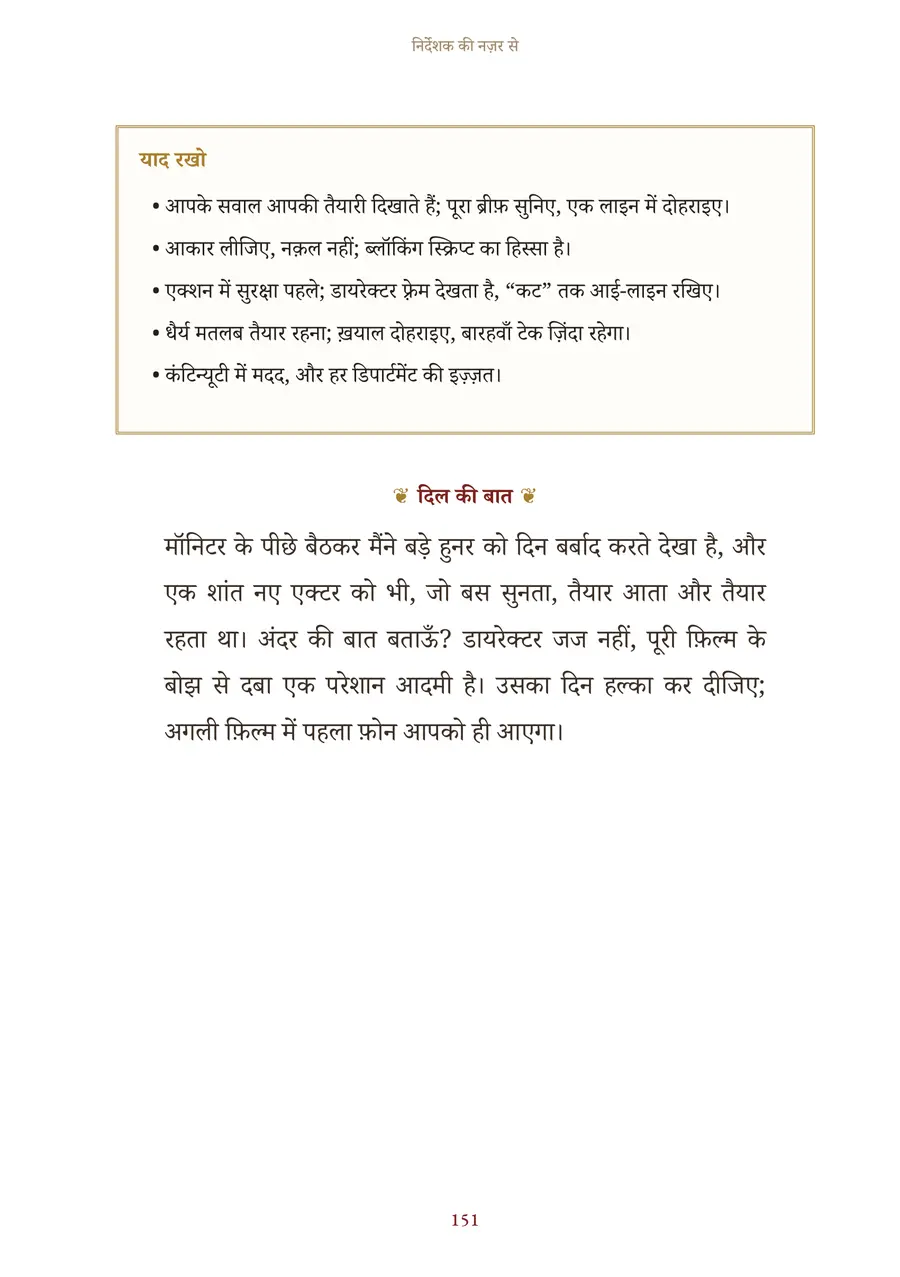 निर्देशक की नज़र से
याद रखो
• आपके सवाल आपकी तैयारी दिखाते हैं; पूरा ब्रीफ़ सुनिए, एक लाइन में दोहराइए।
• आकार लीजिए, नक़ल नहीं; ब्लॉकिंग स्क्रिप्ट का हिस्सा है।
• एक्शन में सुरक्षा पहले; डायरेक्टर फ़्रेम देखता है, “कट” तक आई-लाइन रखिए।
• धैर्य मतलब तैयार रहना; ख़याल दोहराइए, बारहवाँ टेक ज़िंदा रहेगा।
• कंटिन्यूटी में मदद, और हर डिपार्टमेंट की इज़्ज़त।
❦ दिल की बात ❦
मॉनिटर के पीछे बैठकर मैंने बड़े हुनर को दिन बर्बाद करते देखा है, और
एक शांत नए एक्टर को भी, जो बस सुनता, तैयार आता और तैयार
रहता था। अंदर की बात बताऊँ? डायरेक्टर जज नहीं, पूरी फ़िल्म के
बोझ से दबा एक परेशान आदमी है। उसका दिन हल्का कर दीजिए;
अगली फ़िल्म में पहला फ़ोन आपको ही आएगा।
151